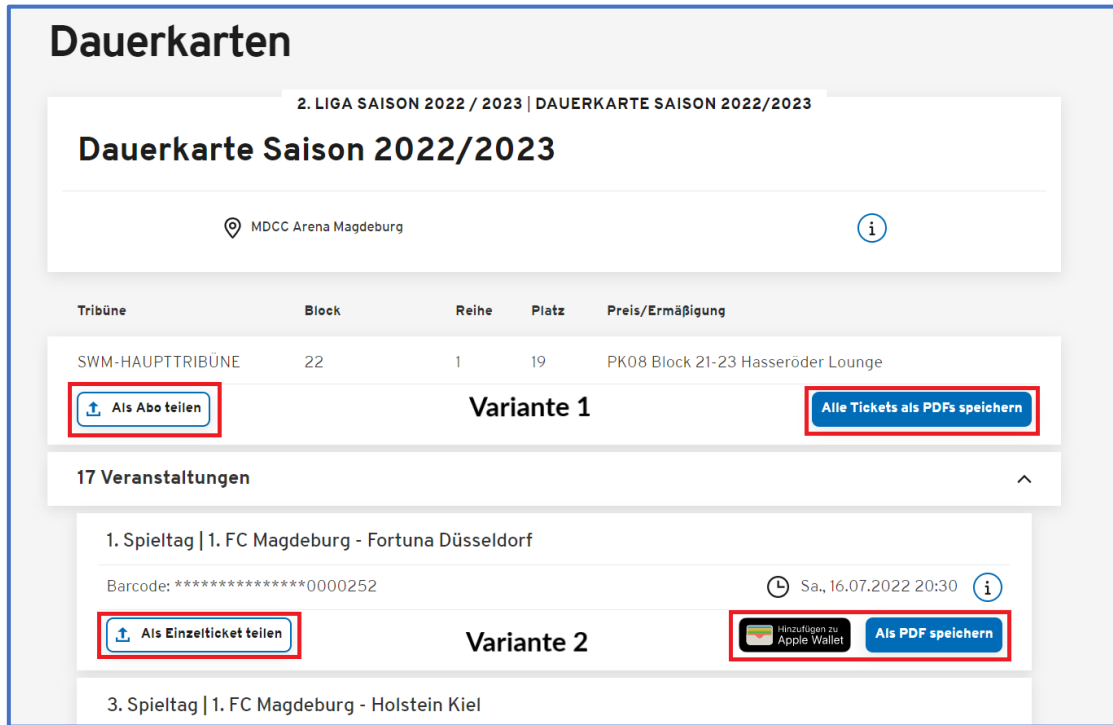 Dauerkarten
2. LIGA SAISON 2022 / 2023 | DAUERKARTE SAISON 2022/2023
Dauerkarte Saison 2022/2023
MDCC Arena Magdeburg
i
Tribüne Block Reihe Platz Preis/Ermäßigung
SWM-HAUPTTRIBÜNE 22 1 19 PK08 Block 21-23 Hasseröder Lounge
Als Abo teilen Variante 1 Alle Tickets als PDFs speichern
17 Veranstaltungen
1. Spieltag | 1. FC Magdeburg - Fortuna Düsseldorf
Barcode: ***************0000252 Sa., 16.07.2022 20:30 i
Als Einzelticket teilen Variante 2 Hinzufügen zu Apple Wallet Als PDF speichern
3. Spieltag | 1. FC Magdeburg - Holstein Kiel